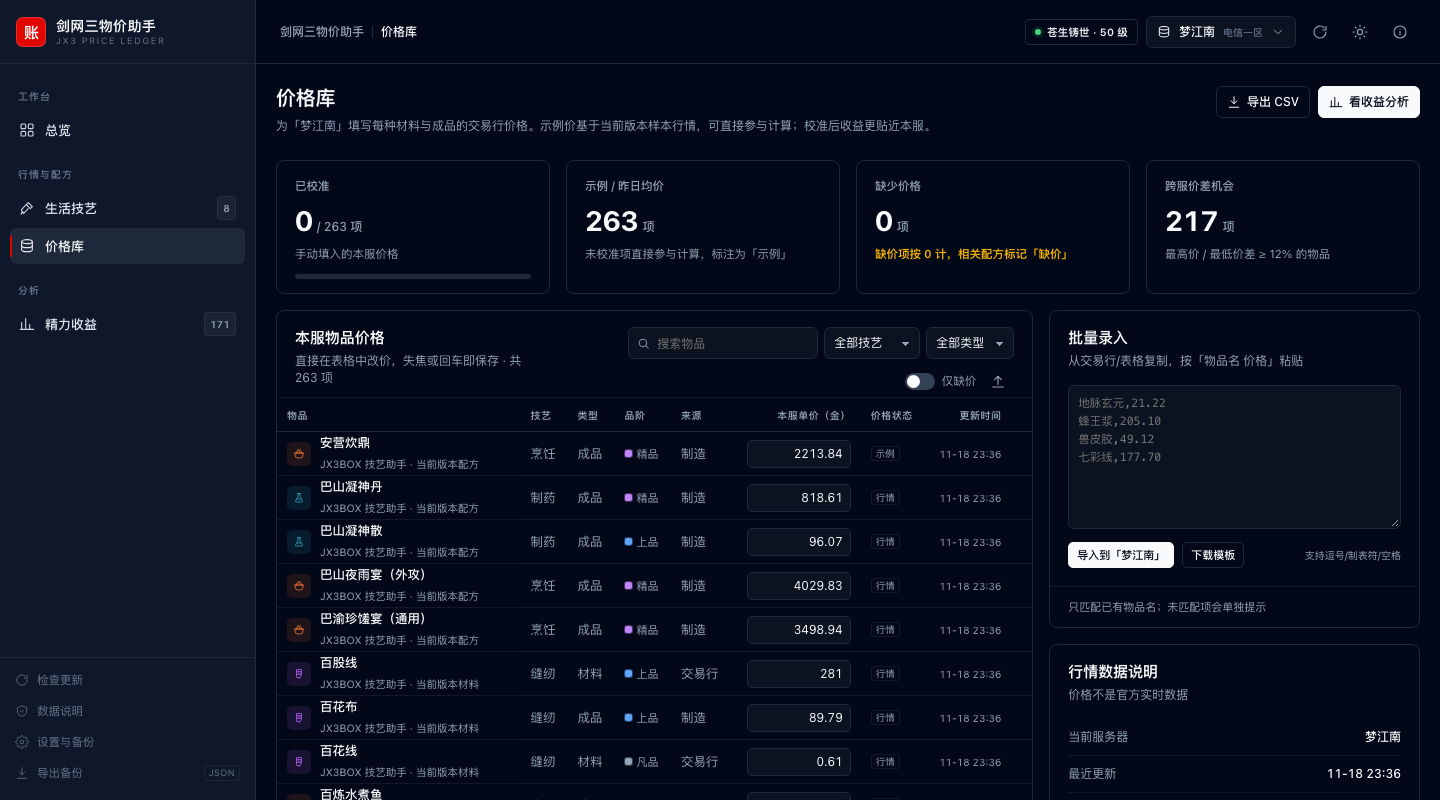 账
剑网三物价助手
JX3 PRICE LEDGER
工作台
总览
行情与配方
生活技艺
8
价格库
分析
精力收益
171
检查更新
数据说明
设置与备份
导出备份
JSON
剑网三物价助手
价格库
苍生铸世 · 50 级
梦江南 电信一区
价格库
为「梦江南」填写每种材料与成品的交易行价格。示例价基于当前版本样本行情，可直接参与计算；校准后收益更贴近本服。
导出 CSV
看收益分析
已校准
0 / 263 项
手动填入的本服价格
示例 / 昨日均价
263 项
未校准项直接参与计算，标注为「示例」
缺少价格
0 项
缺价项按 0 计，相关配方标记「缺价」
跨服价差机会
217 项
最高价 / 最低价差 ≥ 12% 的物品
本服物品价格
直接在表格中改价，失焦或回车即保存 · 共
263 项
搜索物品
全部技艺
全部类型
仅缺价
物品 技艺 类型 品阶 来源 本服单价（金） 价格状态 更新时间
安营炊鼎
JX3BOX 技艺助手 · 当前版本配方
烹饪 成品 精品 制造 2213.84 示例 11-18 23:36
巴山凝神丹
JX3BOX 技艺助手 · 当前版本配方
制药 成品 精品 制造 818.61 行情 11-18 23:36
巴山凝神散
JX3BOX 技艺助手 · 当前版本配方
制药 成品 上品 制造 96.07 行情 11-18 23:36
巴山夜雨宴（外攻）
JX3BOX 技艺助手 · 当前版本配方
烹饪 成品 精品 制造 4029.83 行情 11-18 23:36
巴渝珍馐宴（通用）
JX3BOX 技艺助手 · 当前版本配方
烹饪 成品 精品 制造 3498.94 行情 11-18 23:36
百股线
JX3BOX 技艺助手 · 当前版本材料
缝纫 材料 上品 交易行 281 行情 11-18 23:36
百花布
JX3BOX 技艺助手 · 当前版本材料
缝纫 成品 上品 制造 89.79 行情 11-18 23:36
百花线
JX3BOX 技艺助手 · 当前版本材料
缝纫 材料 凡品 交易行 0.61 行情 11-18 23:36
百炼水煮鱼
批量录入
从交易行/表格复制，按「物品名 价格」粘贴
地脉玄元,21.22
蜂王浆,205.10
兽皮胶,49.12
七彩线,177.70
导入到「梦江南」
下载模板
支持逗号/制表符/空格
只匹配已有物品名；未匹配项会单独提示
行情数据说明
价格不是官方实时数据
当前服务器 梦江南
最近更新 11-18 23:36